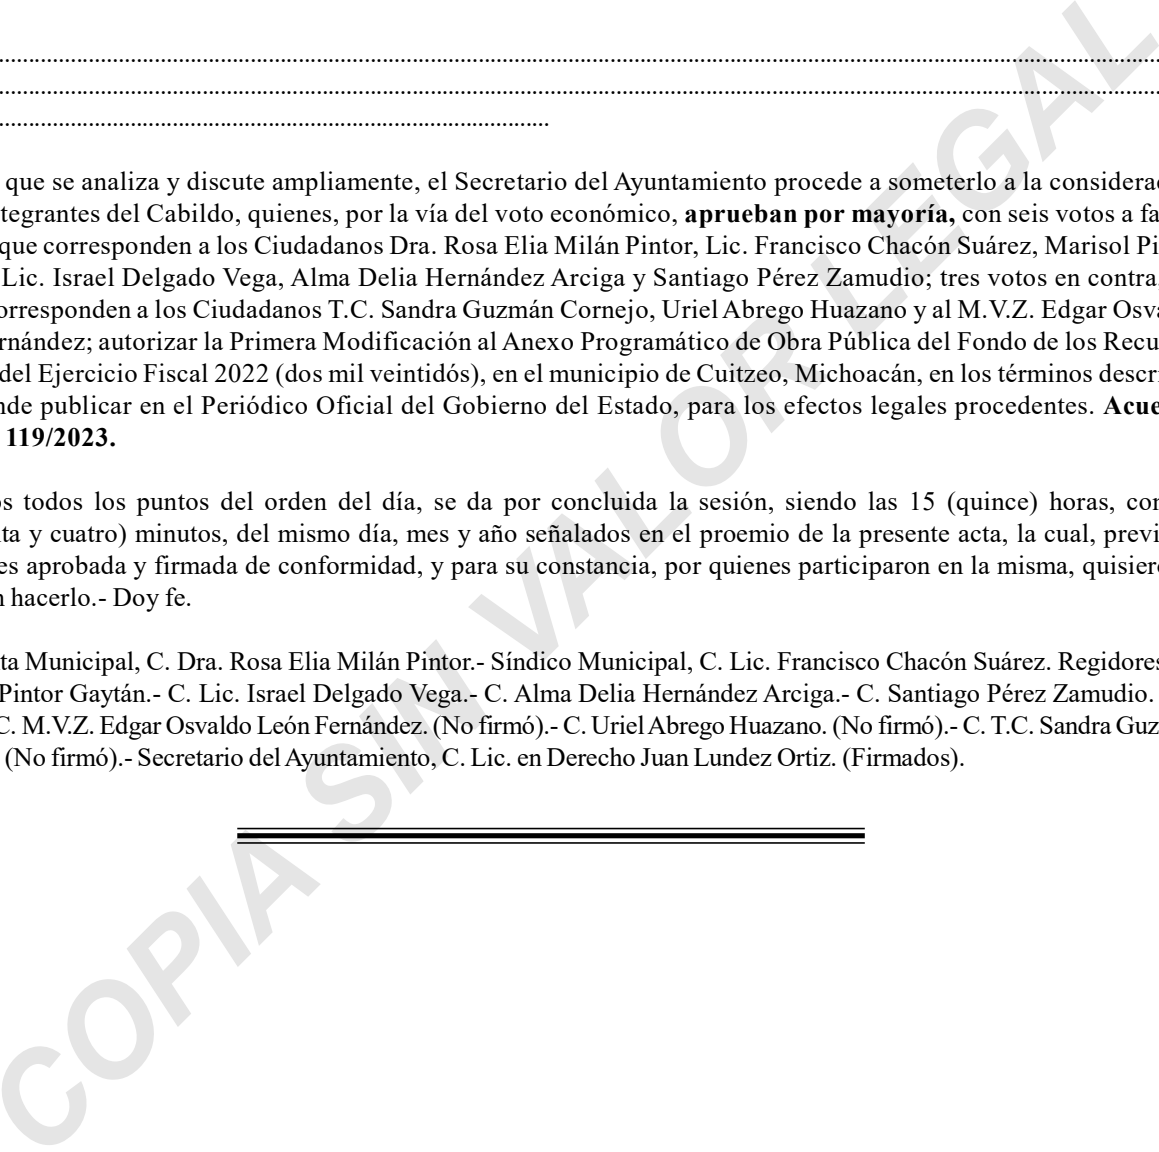 que se analiza y discute ampliamente, el Secretario del Ayuntamiento procede a someterlo a la considera
tegrantes del Cabildo, quienes, por la vía del voto económico, aprueban por mayoría, con seis votos a fa
que corresponden a los Ciudadanos Dra. Rosa Elia Milán Pintor, Lic. Francisco Chacón Suárez, Marisol Pi
Lic. Israel Delgado Vega, Alma Delia Hernández Arciga y Santiago Pérez Zamudio; tres votos en contra
orresponden a los Ciudadanos T.C. Sandra Guzmán Cornejo, Uriel Abrego Huazano y al M.V.Z. Edgar Osva
rnández; autorizar la Primera Modificación al Anexo Programático de Obra Pública del Fondo de los Recu
del Ejercicio Fiscal 2022 (dos mil veintidós), en el municipio de Cuitzeo, Michoacán, en los términos descri
nde publicar en el Periódico Oficial del Gobierno del Estado, para los efectos legales procedentes. Acue
119/2023.
os todos los puntos del orden del día, se da por concluida la sesión, siendo las 15 (quince) horas, con
ta y cuatro) minutos, del mismo día, mes y año señalados en el proemio de la presente acta, la cual, previ
es aprobada y firmada de conformidad, y para su constancia, por quienes participaron en la misma, quisier
n hacerlo.- Doy fe.
ta Municipal, C. Dra. Rosa Elia Milán Pintor.- Síndico Municipal, C. Lic. Francisco Chacón Suárez. Regidores
Pintor Gaytán.- C. Lic. Israel Delgado Vega.- C. Alma Delia Hernández Arciga.- C. Santiago Pérez Zamudio.
C. M.V.Z. Edgar Osvaldo León Fernández. (No firmó).- C. Uriel Abrego Huazano. (No firmó).- C. T.C. Sandra Guz
(No firmó).- Secretario del Ayuntamiento, C. Lic. en Derecho Juan Lundez Ortiz. (Firmados).
COPIA SIN VALOR LEGAL